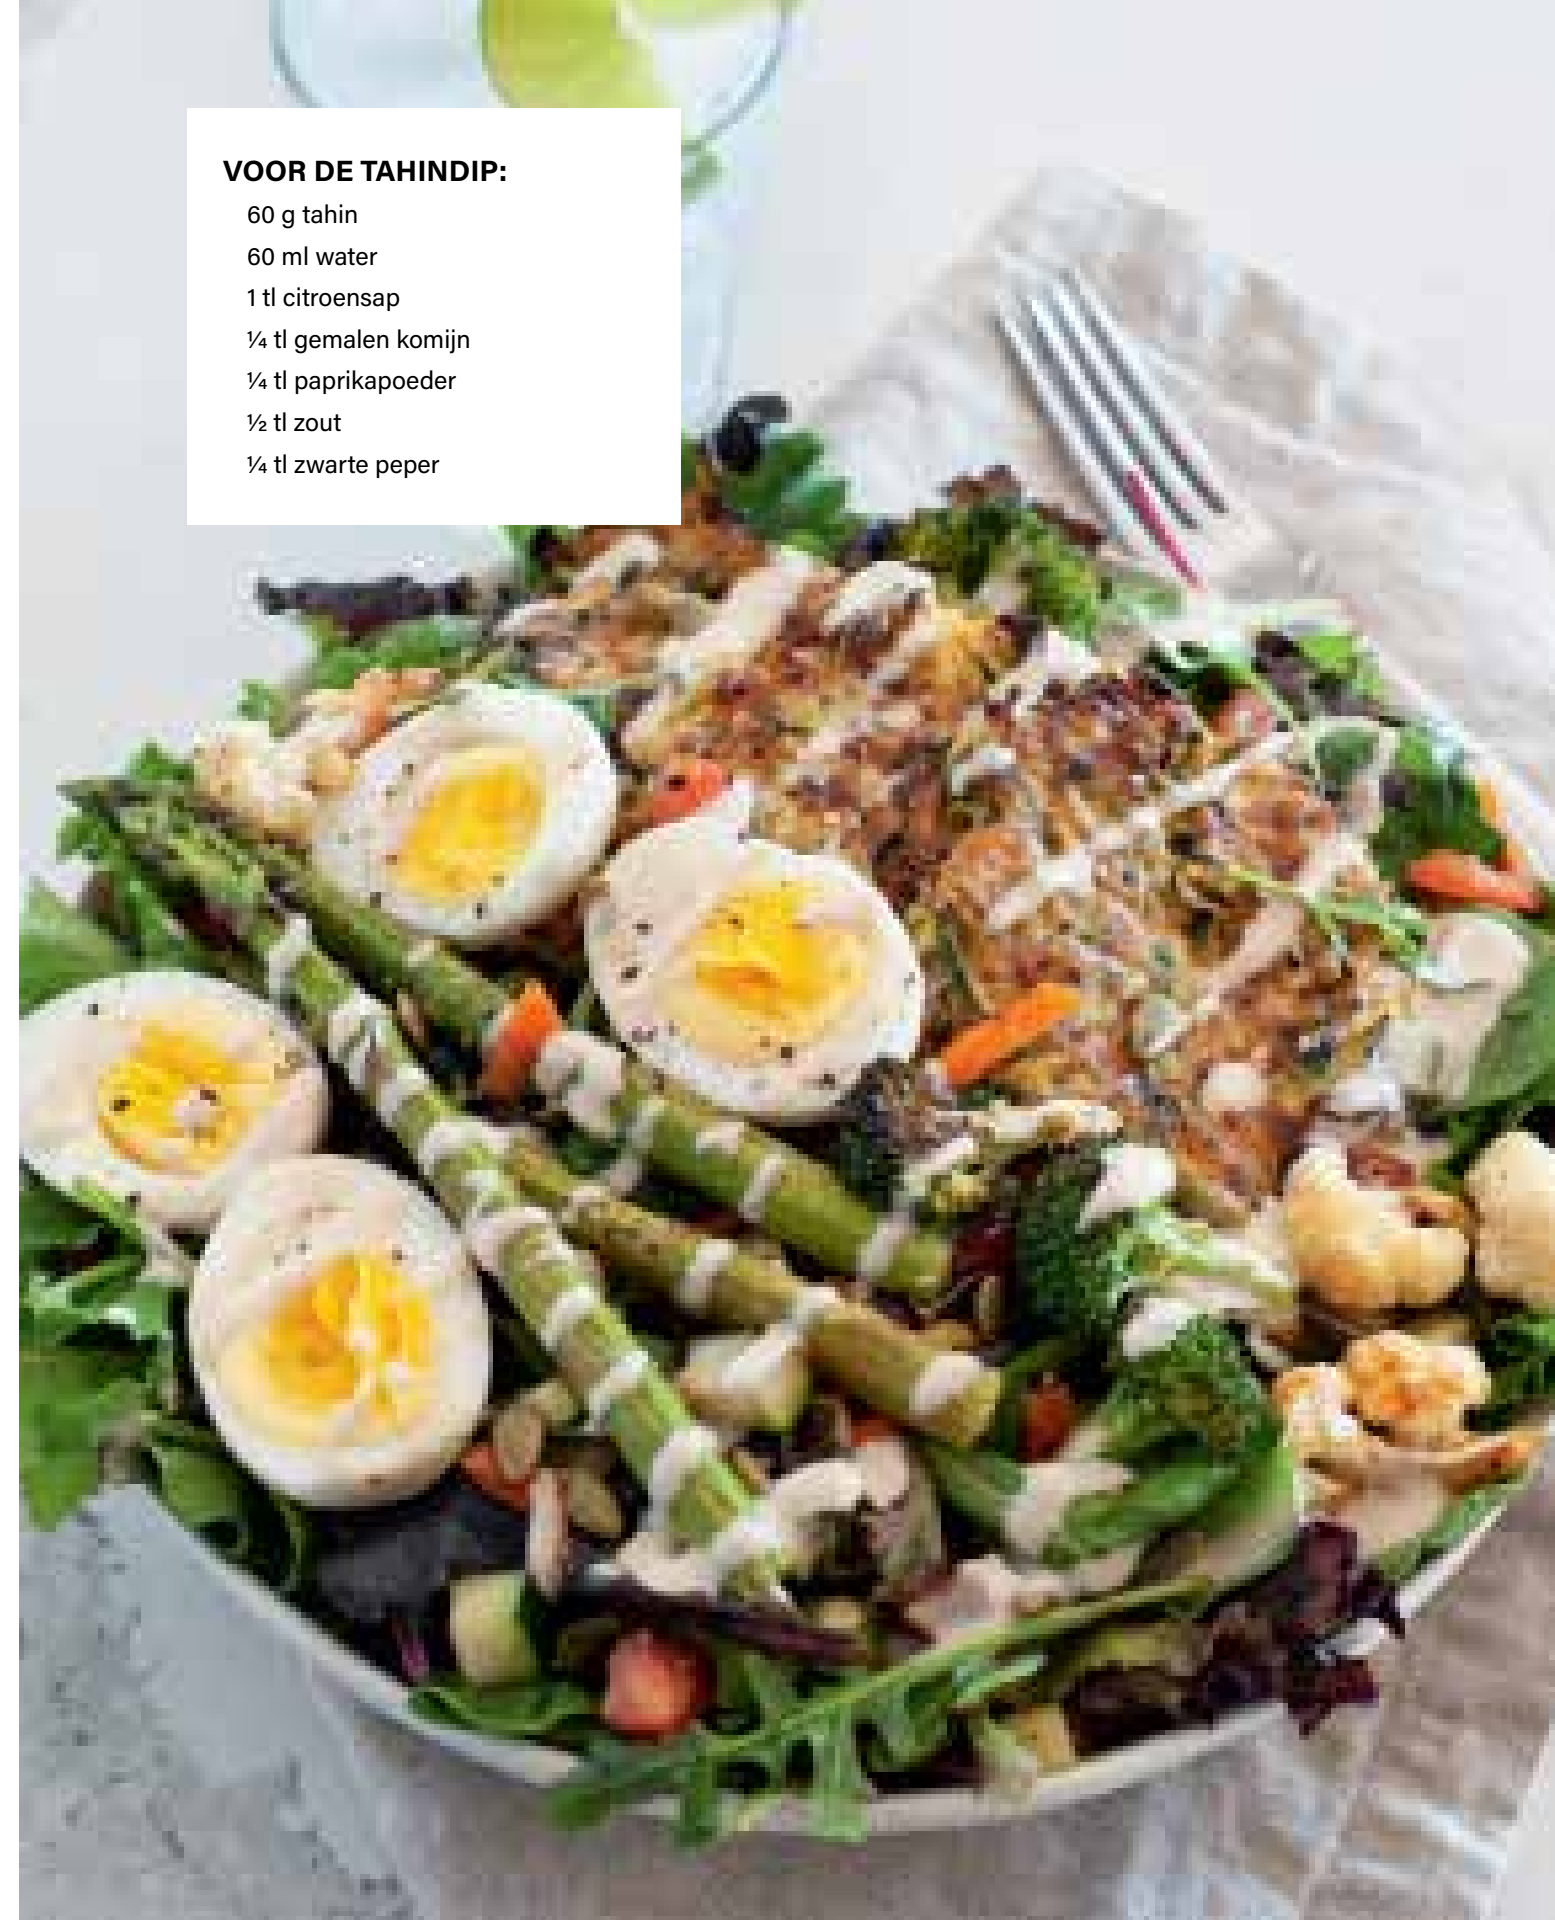 VOOR DE TAHINDIP:
60 g tahin
60 ml water
1 tl citroensap
¼ tl gemalen komijn
¼ tl paprikapoeder
½ tl zout
¼ tl zwarte peper